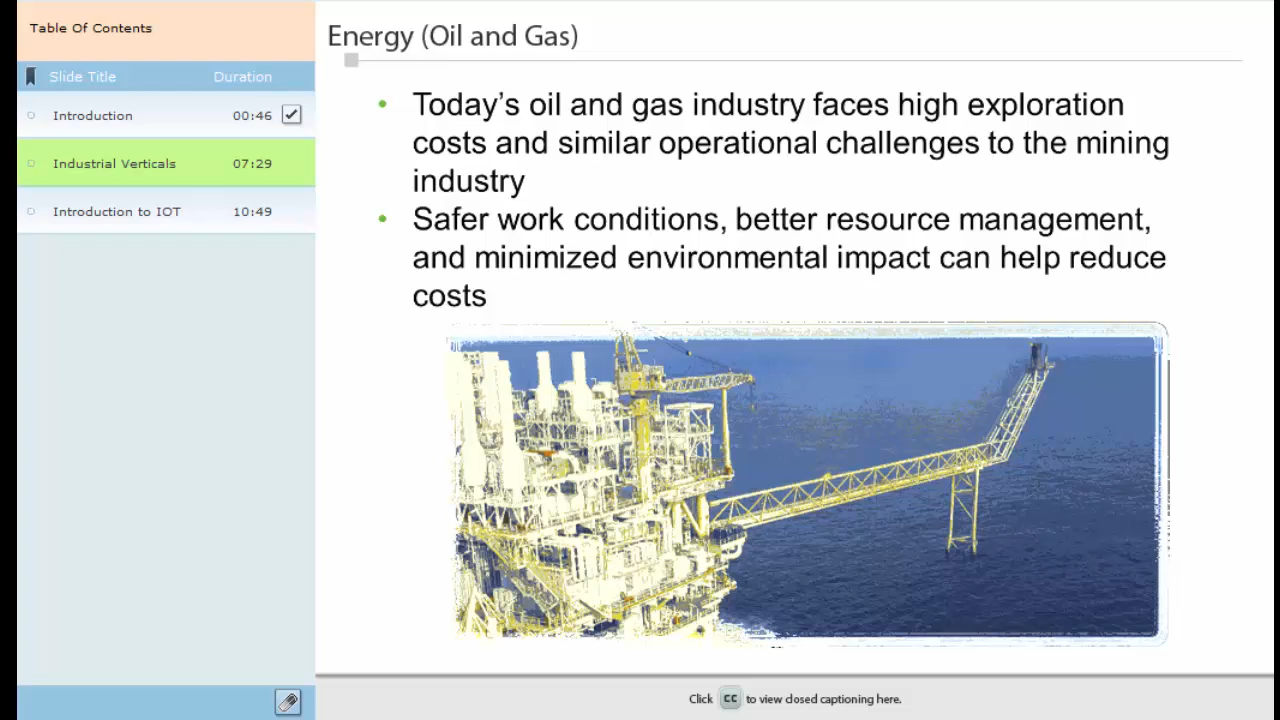 Table Of Contents
Slide Title Duration
Introduction 00:46
Industrial Verticals 07:29
Introduction to IOT 10:49
Energy (Oil and Gas)
• Today’s oil and gas industry faces high exploration
costs and similar operational challenges to the mining
industry
• Safer work conditions, better resource management,
and minimized environmental impact can help reduce
costs
Click CC to view closed captioning here.